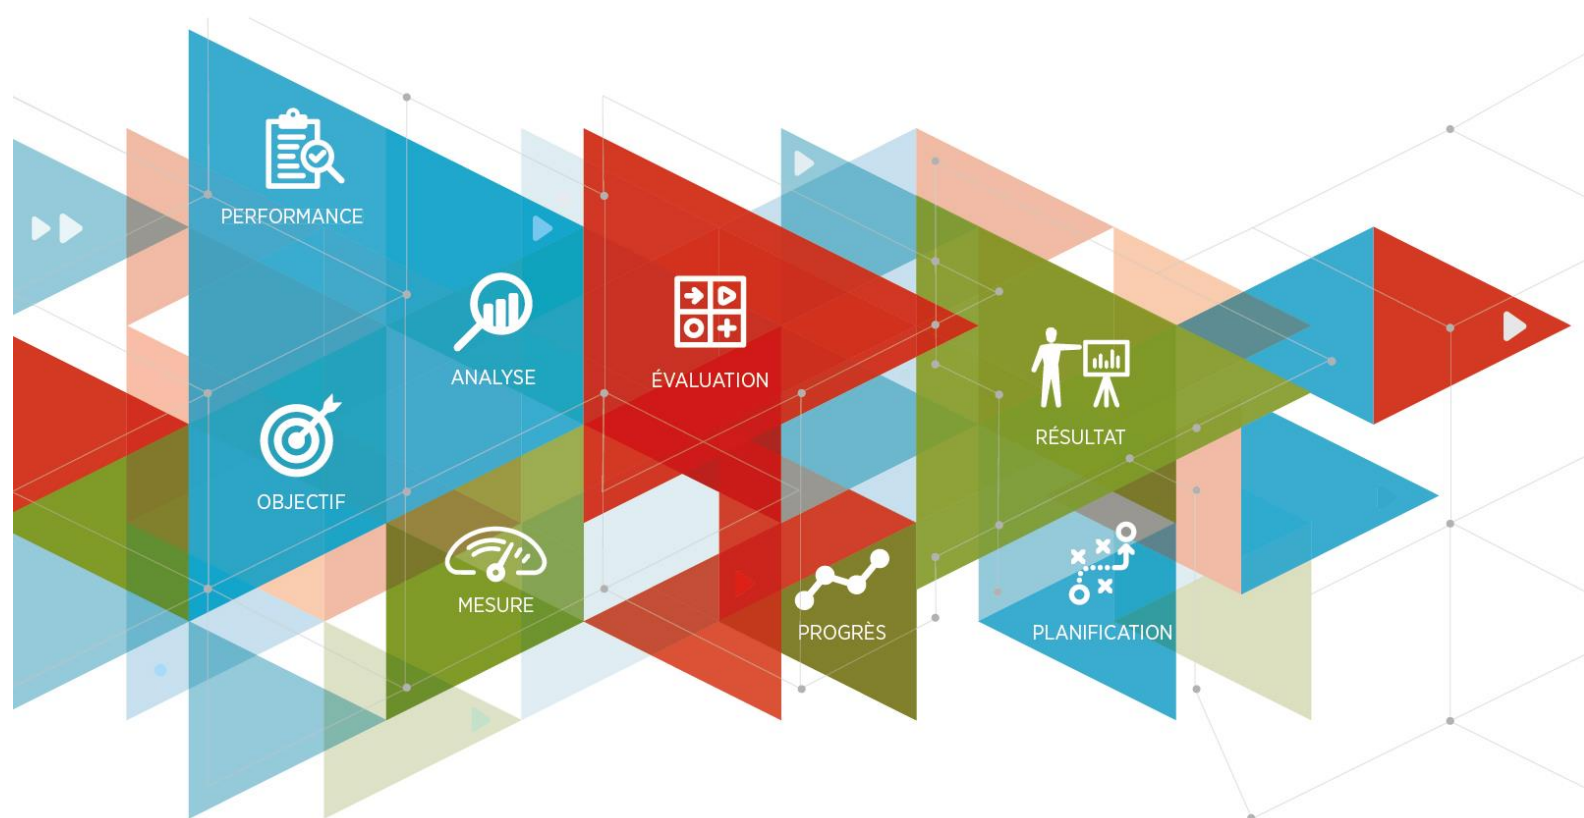 PERFORMANCE
ANALYSE
ÉVALUATION
RÉSULTAT
OBJECTIF
MESURE
PROGRÈS
PLANIFICATION